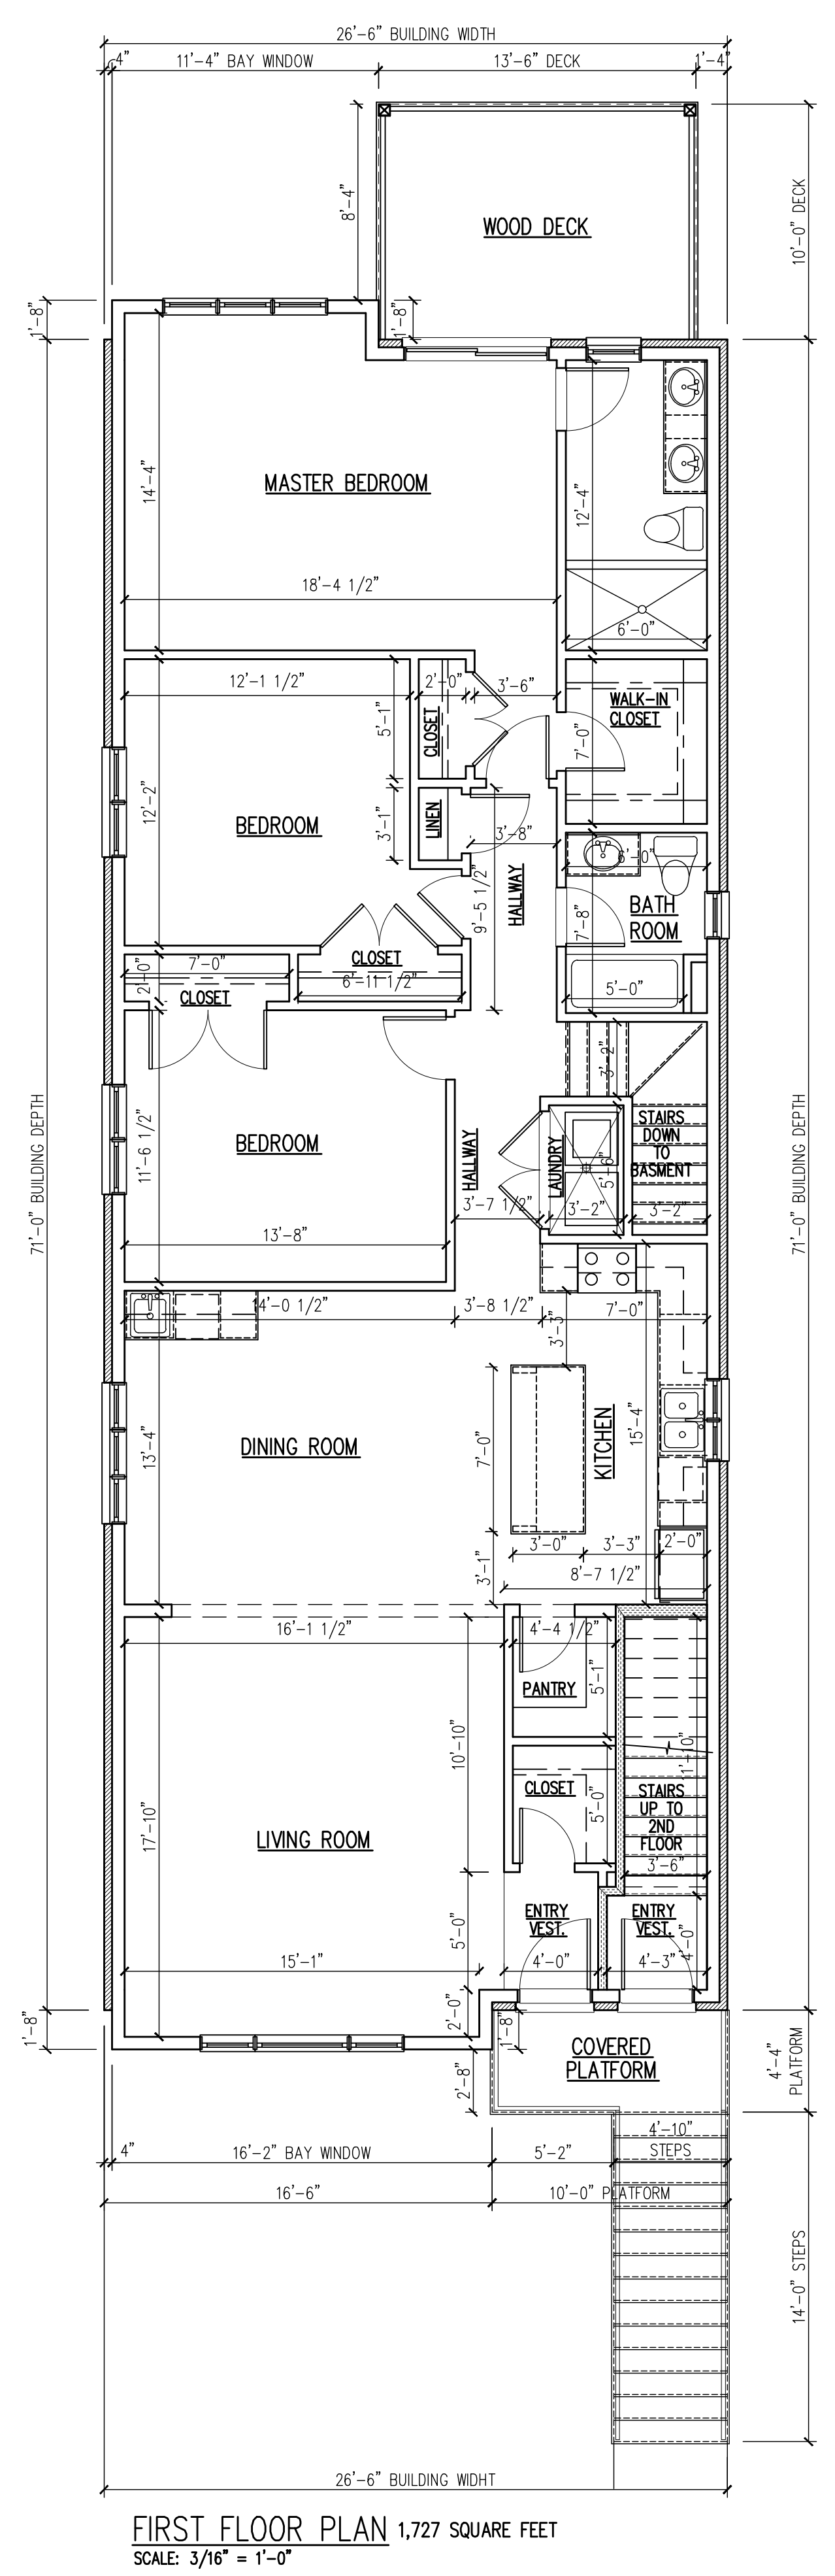 26'-6" BUILDING WIDTH
4"
11'-4" BAY WINDOW
13'-6" DECK
1'-4"
8'-4"
10'-0" DECK
WOOD DECK
1'-8"
1'-8"
14'-4"
MASTER BEDROOM
12'-4"
18'-4 1/2"
6'-0"
12'-1 1/2"
2'-0"
3'-6"
5'-1"
CLOSET
WALK-IN
CLOSET
7'-0"
12'-2"
BEDROOM
3'-1"
LINEN
3'-8"
6'-0"
9'-5 1/2"
HALLWAY
BATH
ROOM
7'-8"
CLOSET
6'-11 1/2"
7'-0"
2'-0"
CLOSET
5'-0"
3'-2"
71'-0" BUILDING DEPTH
71'-0" BUILDING DEPTH
BEDROOM
11'-6 1/2"
HALLWAY
LAUNDRY
5'-6"
STAIRS
DOWN
TO
BASMENT
3'-7 1/2"
3'-2"
3'-2"
13'-8"
14'-0 1/2"
3'-8 1/2"
7'-0"
3'-3"
DINING ROOM
13'-4"
7'-0"
KITCHEN
15'-4"
3'-0"
3'-3"
2'-0"
3'-1"
8'-7 1/2"
16'-1 1/2"
4'-4 1/2"
PANTRY
5'-1"
10'-10"
1'-10"
CLOSET
5'-0"
STAIRS
UP TO
2ND
FLOOR
3'-6"
17'-10"
LIVING ROOM
ENTRY
VEST.
ENTRY
VEST.
5'-0"
4'-0"
15'-1"
4'-0"
4'-3"
2'-0"
1'-8"
1'-8"
COVERED
PLATFORM
4'-4"
PLATFORM
2'-8"
4'-10"
STEPS
4"
16'-2" BAY WINDOW
5'-2"
16'-6"
10'-0" PLATFORM
14'-0" STEPS
26'-6" BUILDING WIDHT
FIRST FLOOR PLAN 1,727 SQUARE FEET
SCALE: 3/16" = 1'-0"